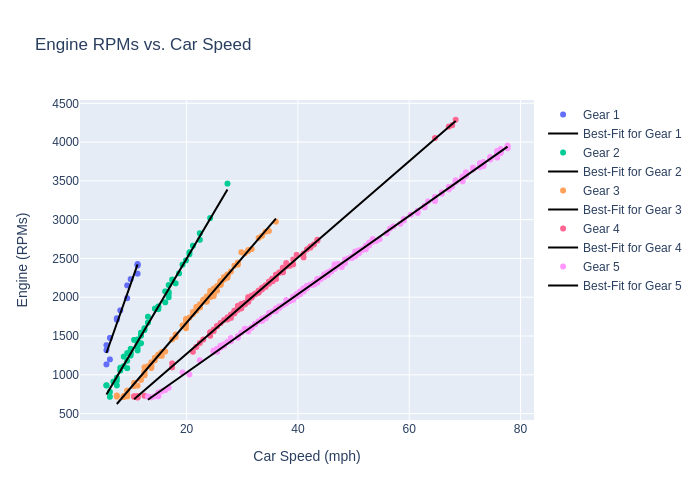 Engine RPMs vs. Car Speed
4500
4000
3500
3000
2500
2000
1500
1000
500
Engine (RPMs)
20
40
60
80
Car Speed (mph)
Gear 1
Best-Fit for Gear 1
Gear 2
Best-Fit for Gear 2
Gear 3
Best-Fit for Gear 3
Gear 4
Best-Fit for Gear 4
Gear 5
Best-Fit for Gear 5